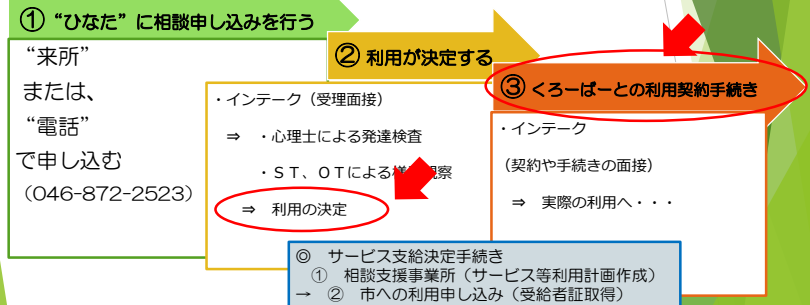 ① “ひなた”に相談申し込みを行う
“来所”
または、
“電話”
で申し込む
（046-872-2523）
② 利用が決定する
・インテーク（受理面接）
⇒ ・心理士による発達検査
・ＳＴ、ＯＴによる様子観察
⇒ 利用の決定
③ くろーばーとの利用契約手続き
・インテーク
（契約や手続きの面接）
⇒ 実際の利用へ・・・
◎ サービス支給決定手続き
① 相談支援事業所（サービス等利用計画作成）
→ ② 市への利用申し込み（受給者証取得）